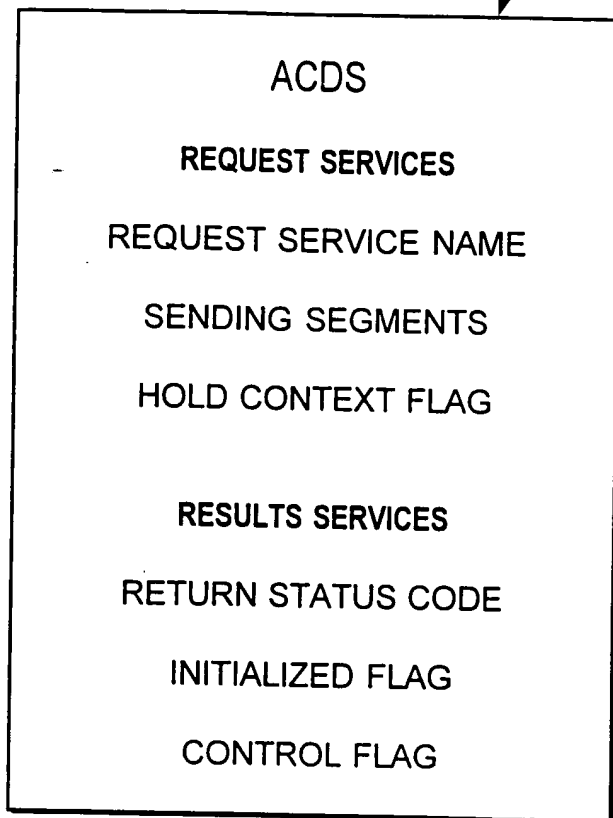 ACDS
REQUEST SERVICES
REQUEST SERVICE NAME
SENDING SEGMENTS
HOLD CONTEXT FLAG
RESULTS SERVICES
RETURN STATUS CODE
INITIALIZED FLAG
CONTROL FLAG